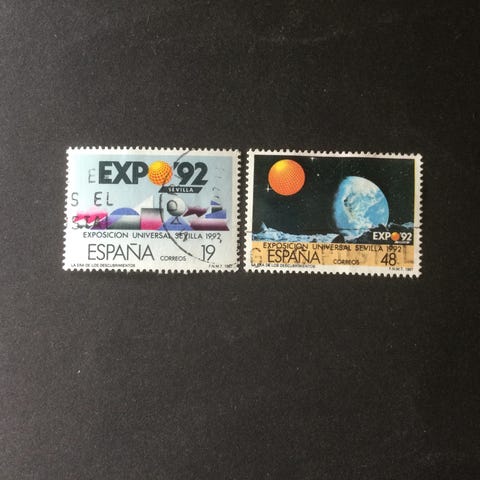 EXPO'92
SEVILLA
E
S EL
EXPOSICION UNIVERSAL SEVILLA 1992
ESPAÑA
CORREOS
19
LA ERA DE LOS DESCUBRIMIENTOS
F.N.M.T. 1987
EXPO'92
EXPOSICION UNIVERSAL SEVILLA 1992
ESPAÑA
CORREOS
48
LA ERA DE LOS DESCUBRIMIENTOS
F.N.M.T. 1987